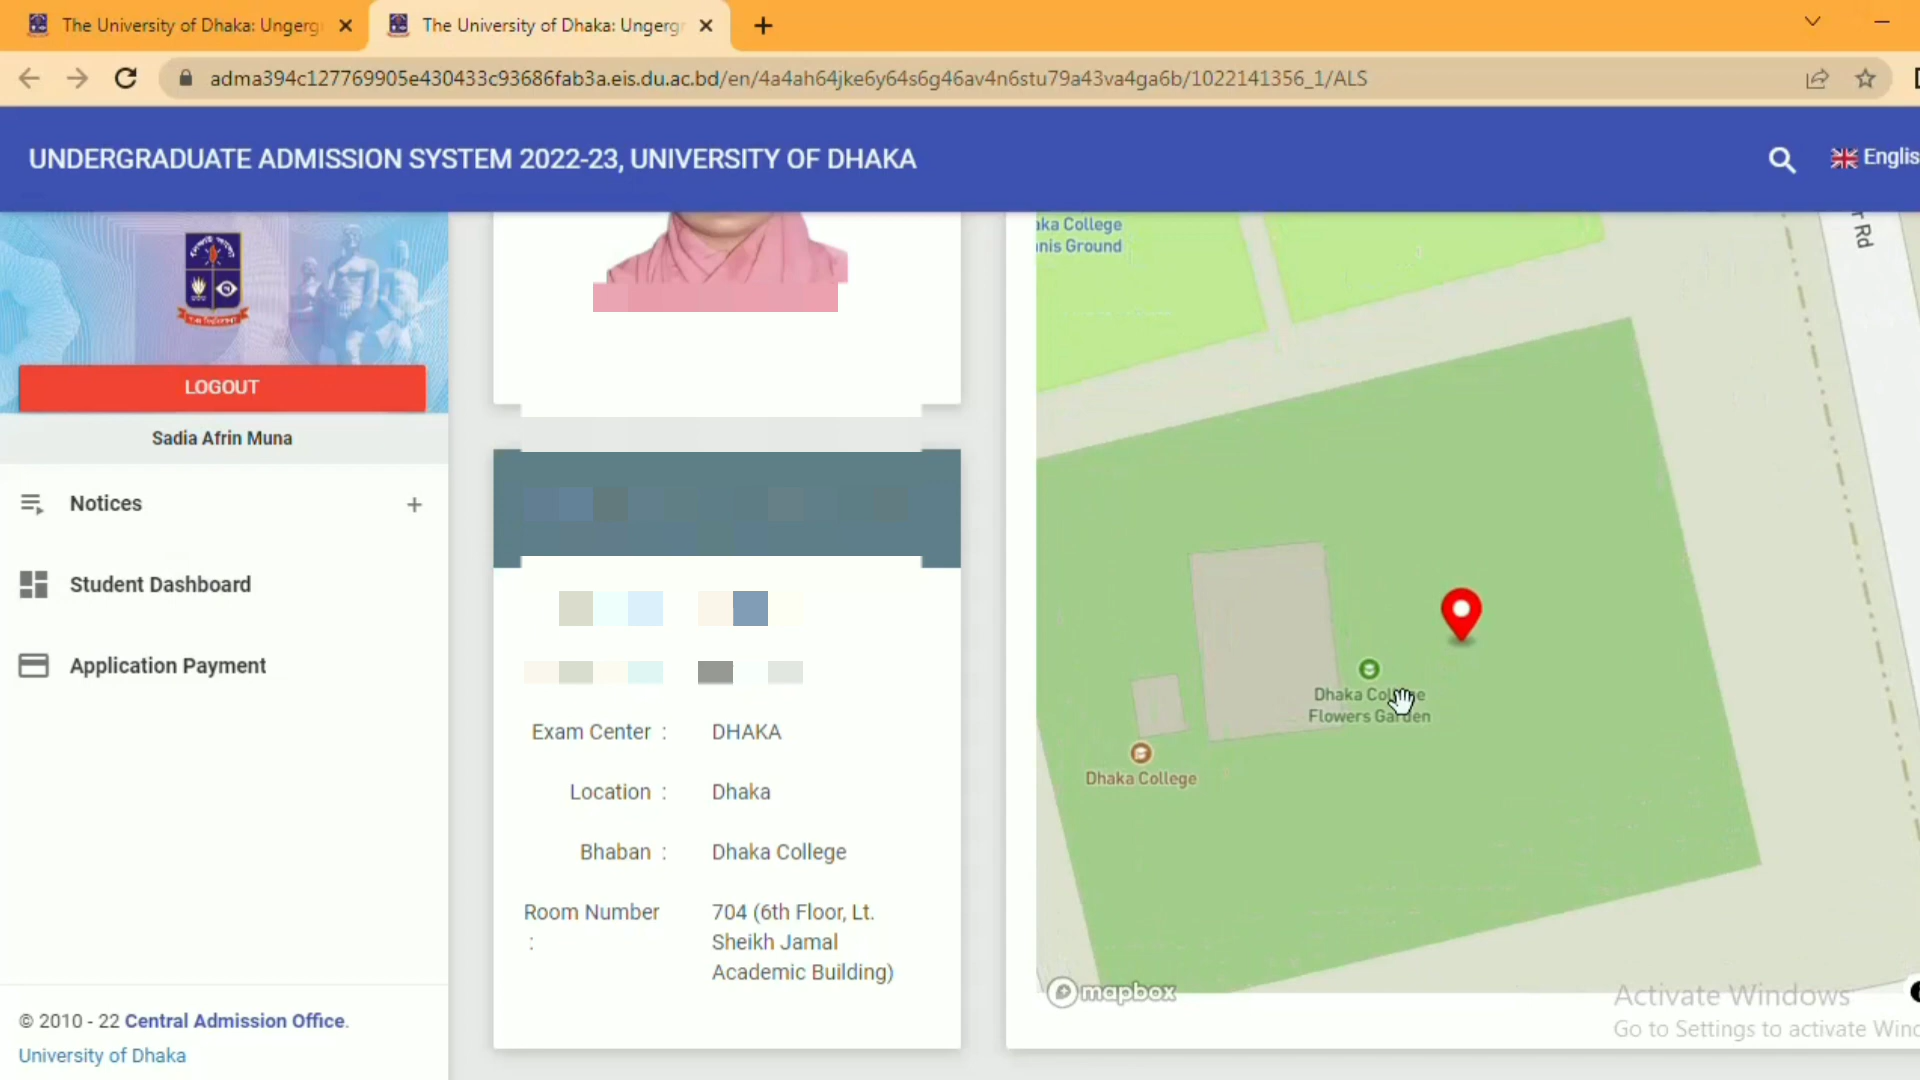 The University of Dhaka: Ungerg
The University of Dhaka: Ungergr
adma394c127769905e430433c93686fab3a.eis.du.ac.bd/en/4a4ah64jke6y64s6g46av4n6stu79a43va4ga6b/1022141356_1/ALS
UNDERGRADUATE ADMISSION SYSTEM 2022-23, UNIVERSITY OF DHAKA
Englis
LOGOUT
Sadia Afrin Muna
Notices
Student Dashboard
Application Payment
© 2010 - 22 Central Admission Office.
University of Dhaka
Exam Center : DHAKA
Location : Dhaka
Bhaban : Dhaka College
Room Number : 704 (6th Floor, Lt.
Sheikh Jamal
Academic Building)
aka College
nis Ground
r Rd
Dhaka College
Flowers Garden
Dhaka College
mapbox
Activate Windows
Go to Settings to activate Winc